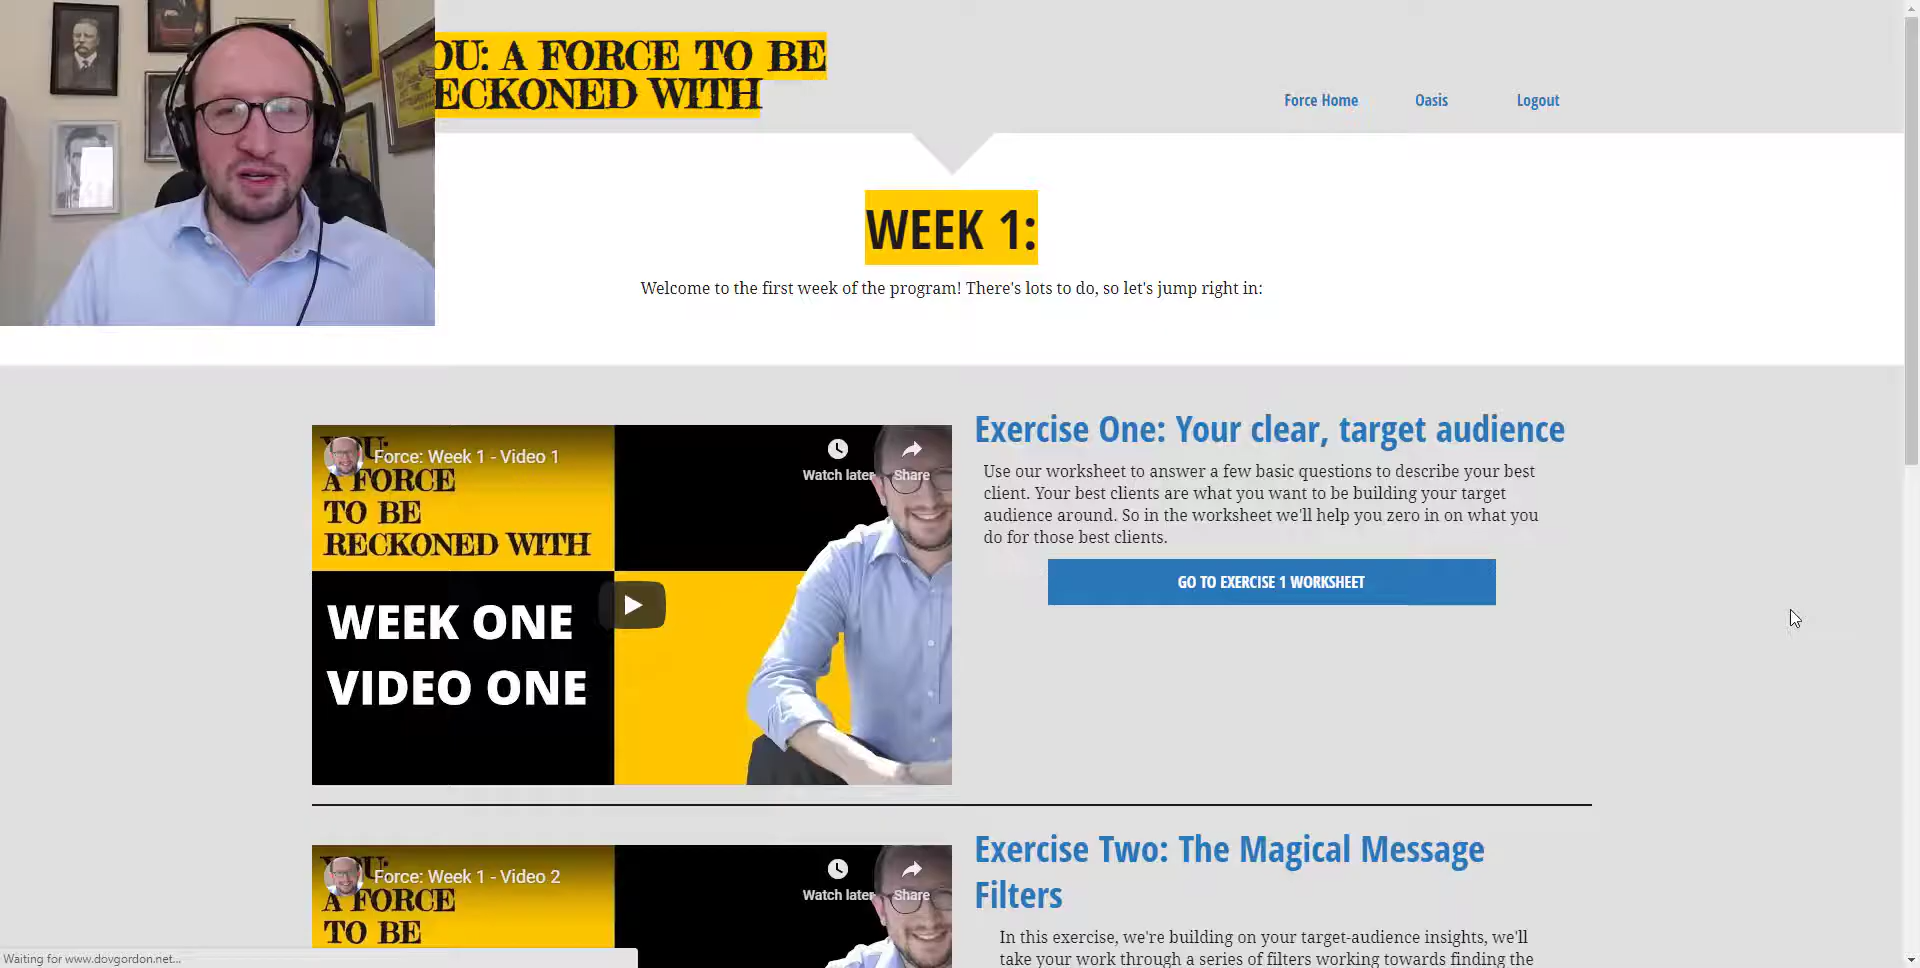 OU: A FORCE TO BE
ECKONED WITH
Force Home
Oasis
Logout
WEEK 1:
Welcome to the first week of the program! There's lots to do, so let's jump right in:
Force: Week 1 - Video 1
Watch later
Share
A FORCE
TO BE
RECKONED WITH
WEEK ONE
VIDEO ONE
Exercise One: Your clear, target audience
Use our worksheet to answer a few basic questions to describe your best
client. Your best clients are what you want to be building your target
audience around. So in the worksheet we'll help you zero in on what you
do for those best clients.
GO TO EXERCISE 1 WORKSHEET
Force: Week 1 - Video 2
Watch later
Share
A FORCE
TO BE
Exercise Two: The Magical Message
Filters
In this exercise, we're building on your target-audience insights, we'll
take your work through a series of filters working towards finding the
Waiting for www.dovgordon.net...